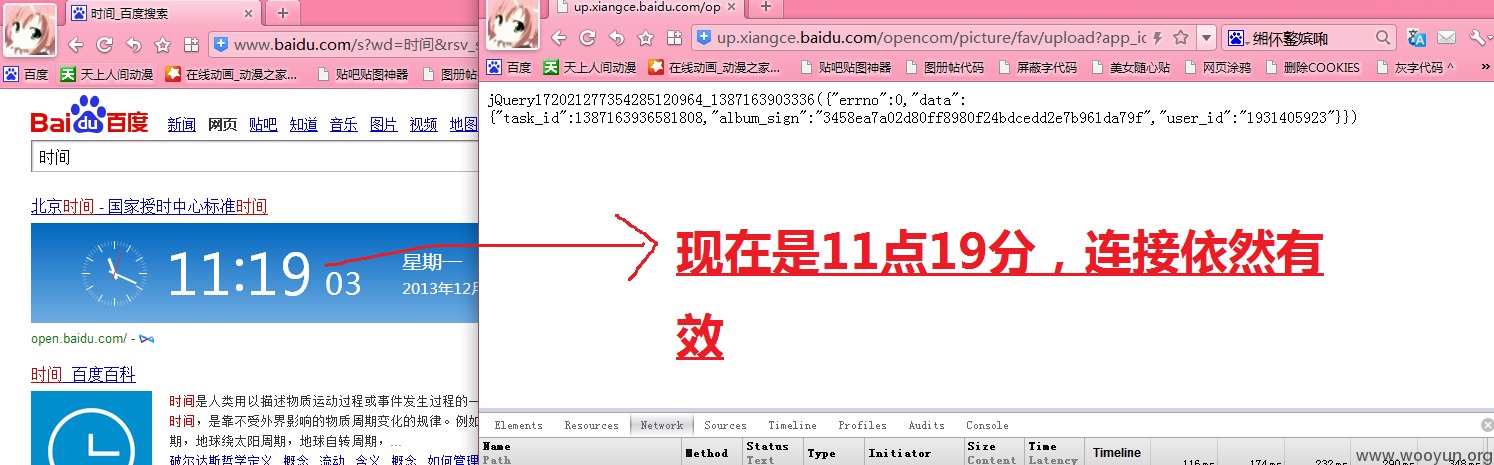 时间_百度搜索
www.baidu.com/s?wd=时间&rsv_s
百度 天上人间动漫 在线动画_动漫之家...
贴吧贴图神器 图册帖
Bai du 百度 新闻 网页 贴吧 知道 音乐 图片 视频 地图
时间
北京时间 - 国家授时中心标准时间
11:19 03
星期一
2013年12月
open.baidu.com/ -
时间_百度百科
时间是人类用以描述物质运动过程或事件发生过程的一
时间，是靠不受外界影响的物质周期变化的规律。例如
期，地球绕太阳周期，地球自转周期，...
破尔达斯哲学定义 概念 流动 含义 概念 如何管理
up.xiangce.baidu.com/op
up.xiangce.baidu.com/opencom/picture/fav/upload?app_id
百度 天上人间动漫 在线动画_动漫之家... 贴吧贴图神器 图册帖代码 屏蔽字代码 美女随心贴 网页涂鸦 删除COOKIES 灰字代码 ^ »
jQuery172021277354285120964_1387163903336({"errno":0,"data":
{"task_id":1387163936581808,"album_sign":"3458ea7a02d80ff8980f24bdcedd2e7b961da79f","user_id":"1931405923"}})
现在是11点19分，连接依然有
效
Elements Resources Network Sources Timeline Profiles Audits Console
Name Method Status Type Initiator Size Time Timeline
Path Text Content Latency 116ms 174 232 290ms 348ms
www.wooyun.org